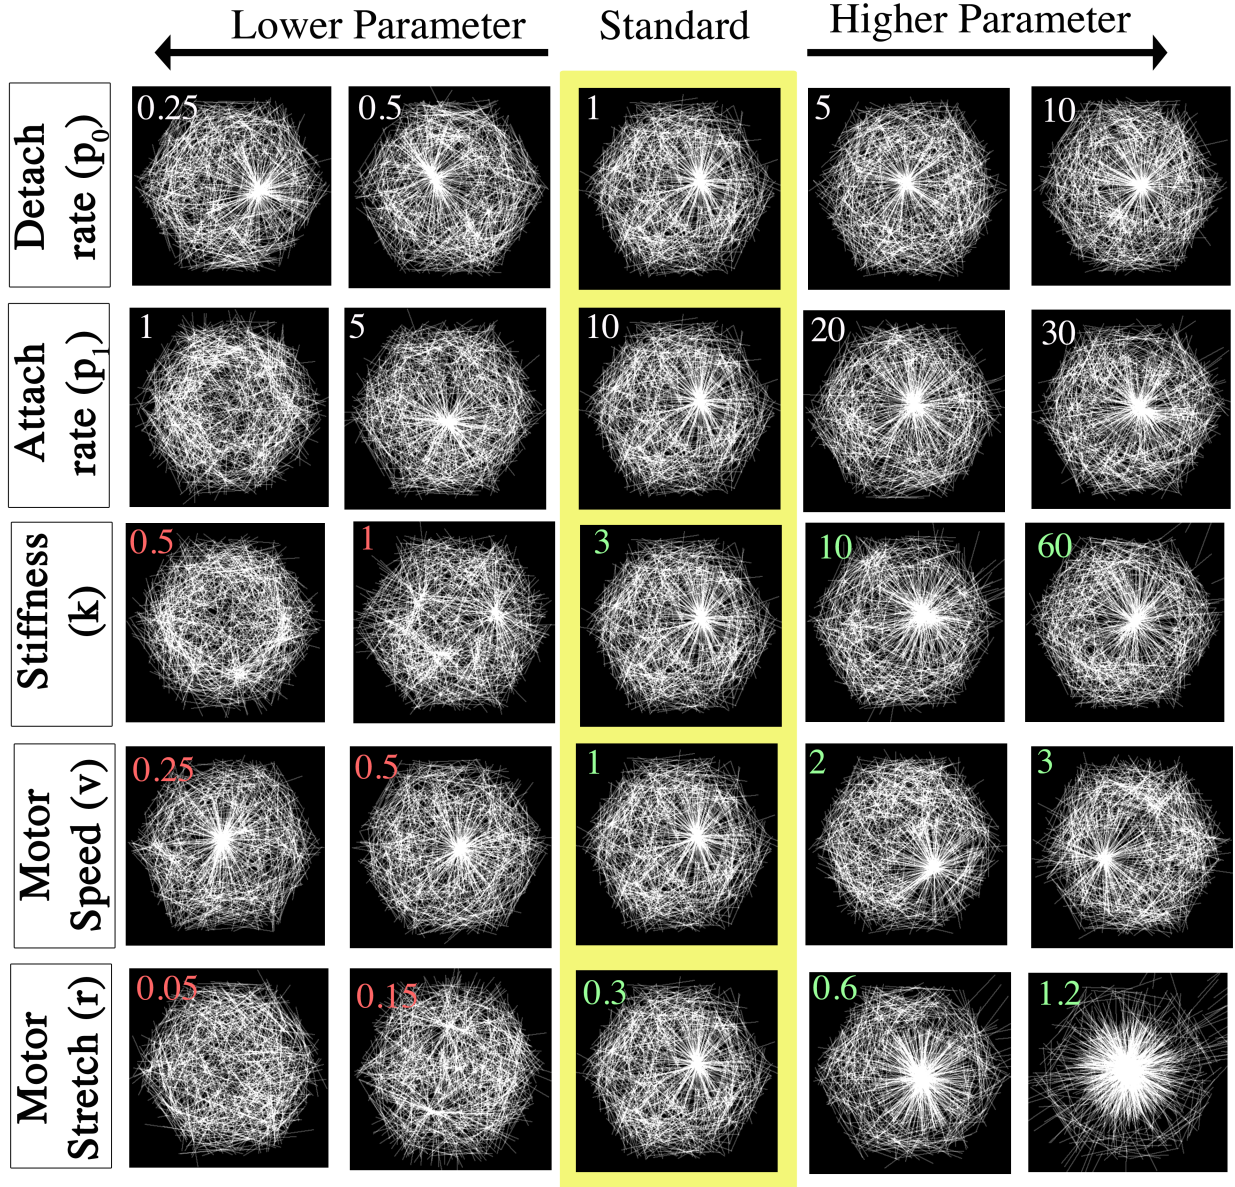 Lower Parameter
Standard
Higher Parameter
Detach
rate (p0)
0.25
0.5
1
5
10
Attach
rate (p1)
1
5
10
20
30
Stiffness
(k)
0.5
1
3
10
60
Motor
Speed (v)
0.25
0.5
1
2
3
Motor
Stretch (r)
0.05
0.15
0.3
0.6
1.2